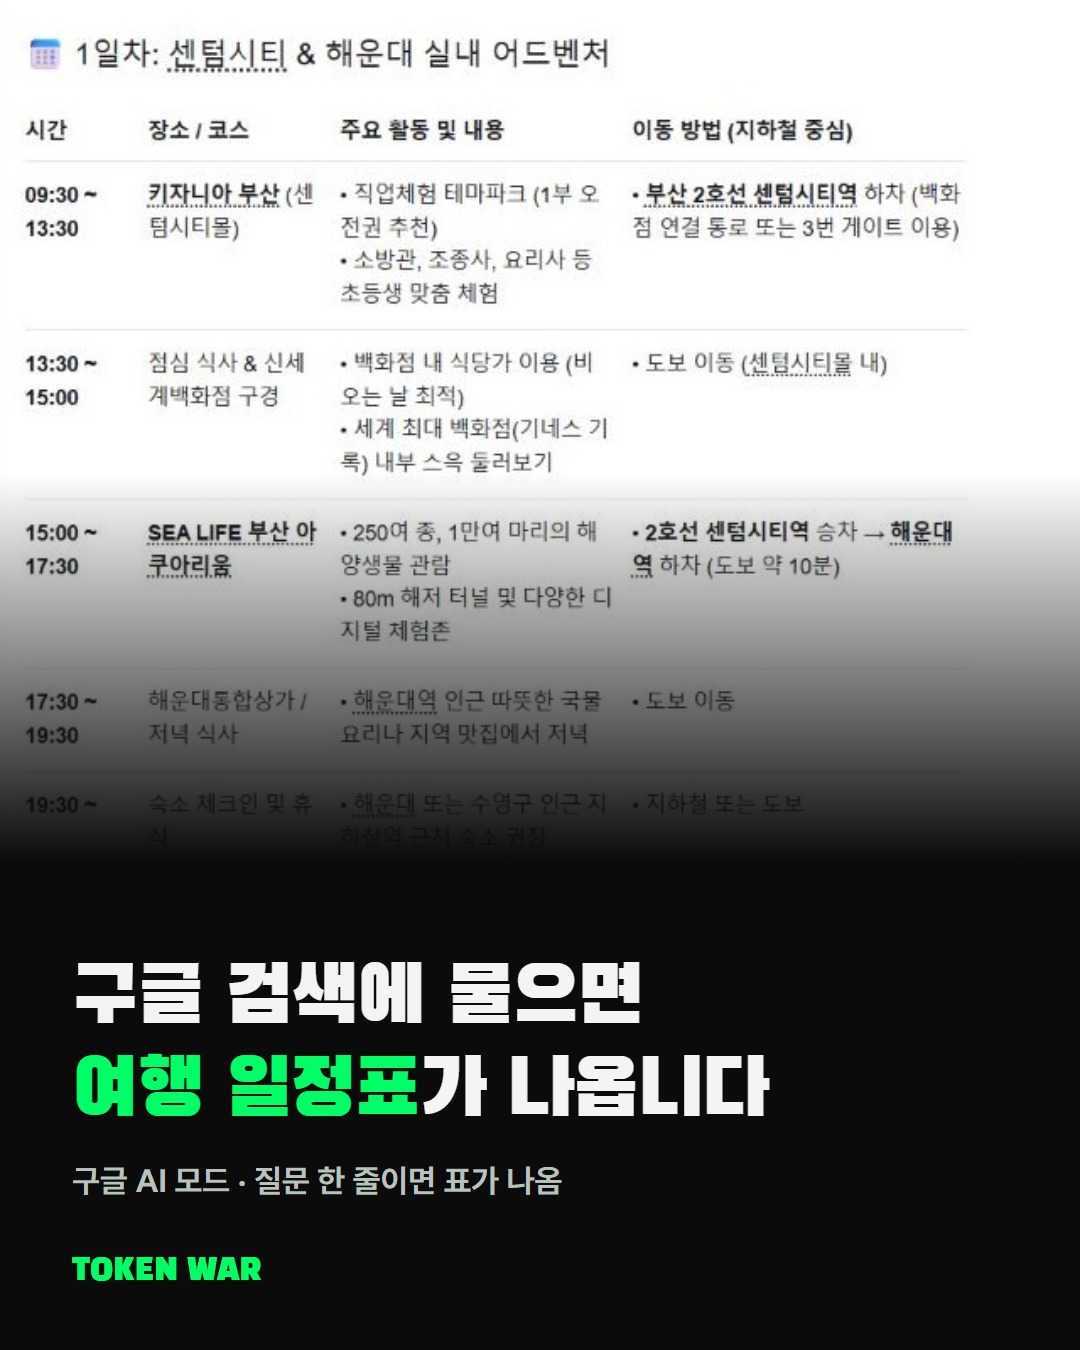 1일차: 센텀시티 & 해운대 실내 어드벤처
시간 장소 / 코스 주요 활동 및 내용 이동 방법 (지하철 중심)
09:30 ~ 키자니아 부산 (센 • 직업체험 테마파크 (1부 오 • 부산 2호선 센텀시티역 하차 (백화
13:30 텀시티몰) 전권 추천) 점 연결 통로 또는 3번 게이트 이용)
• 소방관, 조종사, 요리사 등
초등생 맞춤 체험
13:30 ~ 점심 식사 & 신세 • 백화점 내 식당가 이용 (비 • 도보 이동 (센텀시티몰 내)
15:00 계백화점 구경 오는 날 최적)
• 세계 최대 백화점(기네스 기
록) 내부 스윽 둘러보기
15:00 ~ SEA LIFE 부산 아 • 250여 종, 1만여 마리의 해 • 2호선 센텀시티역 승차 → 해운대
17:30 쿠아리움 양생물 관람 역 하차 (도보 약 10분)
• 80m 해저 터널 및 다양한 디
지털 체험존
17:30 ~ 해운대통합상가 / • 해운대역 인근 따뜻한 국물 • 도보 이동
19:30 저녁 식사 요리나 지역 맛집에서 저녁
19:30 ~ 숙소 체크인 및 휴 • 해운대 또는 수영구 인근 지 • 지하철 또는 도보
식 하철역 근처 숙소 권장
구글 검색에 물으면
여행 일정표가 나옵니다
구글 AI 모드 · 질문 한 줄이면 표가 나옴
TOKEN WAR